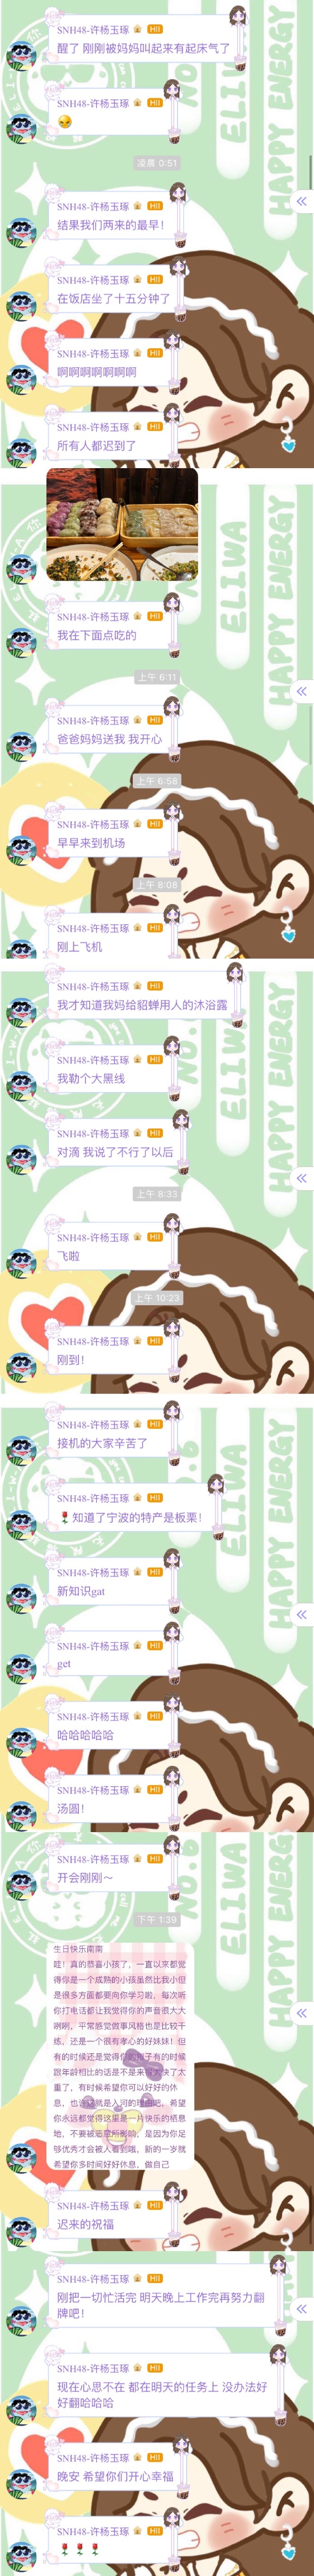 SNH48-许杨玉琢 HII
醒了 刚刚被妈妈叫起来有起床气了
SNH48-许杨玉琢 HII
凌晨 0:51
SNH48-许杨玉琢 HII
结果我们两来的最早！
SNH48-许杨玉琢 HII
在饭店坐了十五分钟了
SNH48-许杨玉琢 HII
啊啊啊啊啊啊啊
SNH48-许杨玉琢 HII
所有人都迟到了
SNH48-许杨玉琢 HII
我在下面点吃的
上午 6:11
SNH48-许杨玉琢 HII
爸爸妈妈送我 我开心
上午 6:58
SNH48-许杨玉琢 HII
早早来到机场
上午 8:08
SNH48-许杨玉琢 HII
刚上飞机
SNH48-许杨玉琢 HII
我才知道我妈给貂蝉用人的沐浴露
SNH48-许杨玉琢 HII
我勒个大黑线
SNH48-许杨玉琢 HII
对滴 我说了不行了以后
上午 8:33
SNH48-许杨玉琢 HII
飞啦
上午 10:23
SNH48-许杨玉琢 HII
刚到！
SNH48-许杨玉琢 HII
接机的大家辛苦了
SNH48-许杨玉琢 HII
🌹知道了宁波的特产是板栗！
SNH48-许杨玉琢 HII
新知识gat
SNH48-许杨玉琢 HII
get
SNH48-许杨玉琢 HII
哈哈哈哈哈
SNH48-许杨玉琢 HII
汤圆！
SNH48-许杨玉琢 HII
开会刚刚～
下午 1:39
生日快乐南南
哇！真的恭喜小孩了，一直以来都觉
得你是一个成熟的小孩虽然比我小但
是很多方面都要向你学习啦，每次听
你打电话都让我觉得你的声音很大大
咧咧，平常感觉做事风格也是比较干
练，还是一个很有孝心的好妹妹！但
有的时候还是觉得你的样子有的时候
跟年龄相比的话是不是来的太快了太
重了，有时候希望你可以好好的休
息，也许这就是入河的理由吧，希望
你永远都觉得这里是一片快乐的栖息
地，不要被恶意所影响，是因为你足
够优秀才会被人看到哦，新的一岁就
希望你多时间好好休息，做自己
SNH48-许杨玉琢 HII
迟来的祝福
SNH48-许杨玉琢 HII
刚把一切忙活完 明天晚上工作完再努力翻
牌吧！
SNH48-许杨玉琢 HII
现在心思不在 都在明天的任务上 没办法好
好翻哈哈哈
SNH48-许杨玉琢 HII
晚安 希望你们开心幸福
SNH48-许杨玉琢 HII
🌹🌹🌹
HAPPY ENERGY
ELIWA